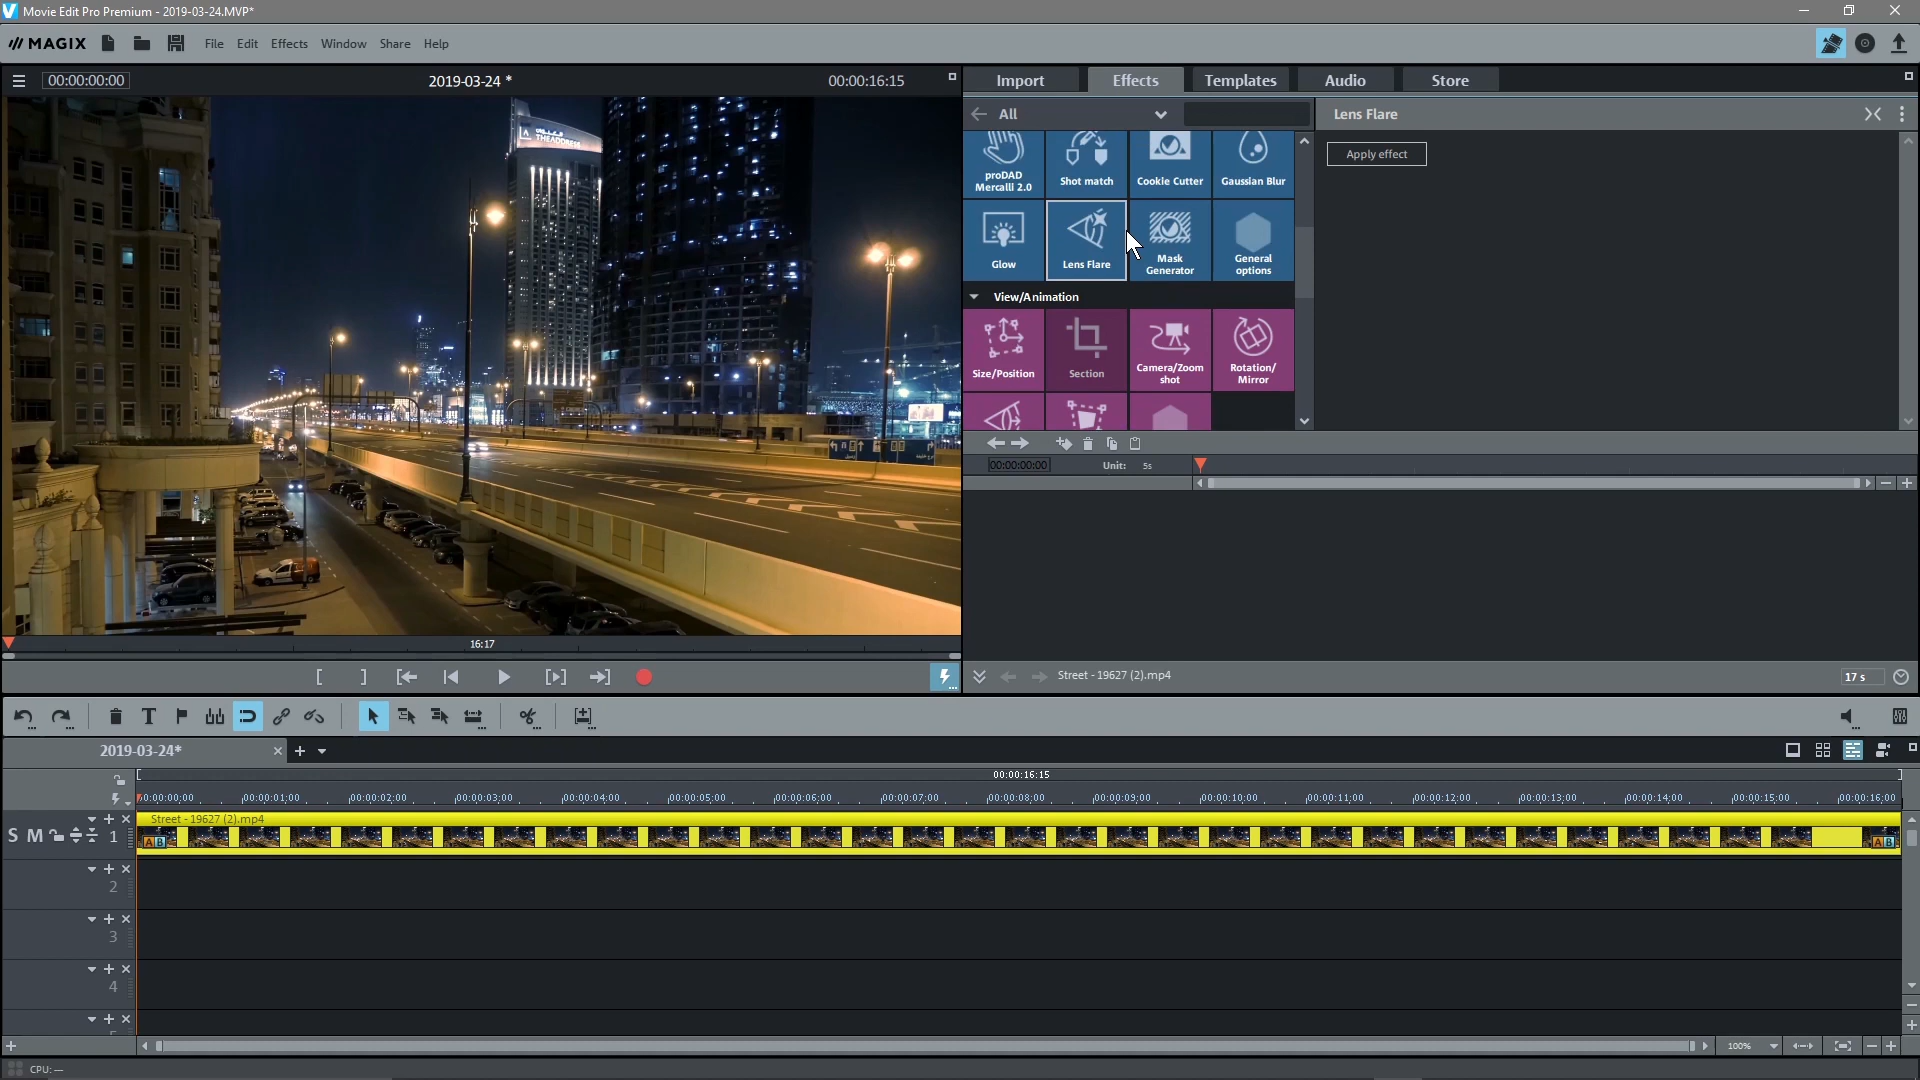 Movie Edit Pro Premium - 2019-03-24.MVP*
MAGIX File Edit Effects Window Share Help
00:00:00:00 2019-03-24 * 00:00:16:15
THEADDRESS
16:17
Import Effects Templates Audio Store
All
Lens Flare
Apply effect
proDAD Mercalli 2.0
Shot match
Cookie Cutter
Gaussian Blur
Glow
Lens Flare
Mask Generator
General options
View/Animation
Size/Position
Section
Camera/Zoom shot
Rotation/ Mirror
00:00:00:00 Unit: 5s
Street - 19627 (2).mp4 17 s
2019-03-24*
00:00:16:15
00:00:00;00 00:00:01;00 00:00:02;00 00:00:03;00 00:00:04;00 00:00:05;00 00:00:06;00 00:00:07;00 00:00:08;00 00:00:09;00 00:00:10;00 00:00:11;00 00:00:12;00 00:00:13;00 00:00:14;00 00:00:15;00 00:00:16;00
Street - 19627 (2).mp4
S M 1
A B A B
2
3
4
100%
CPU: —